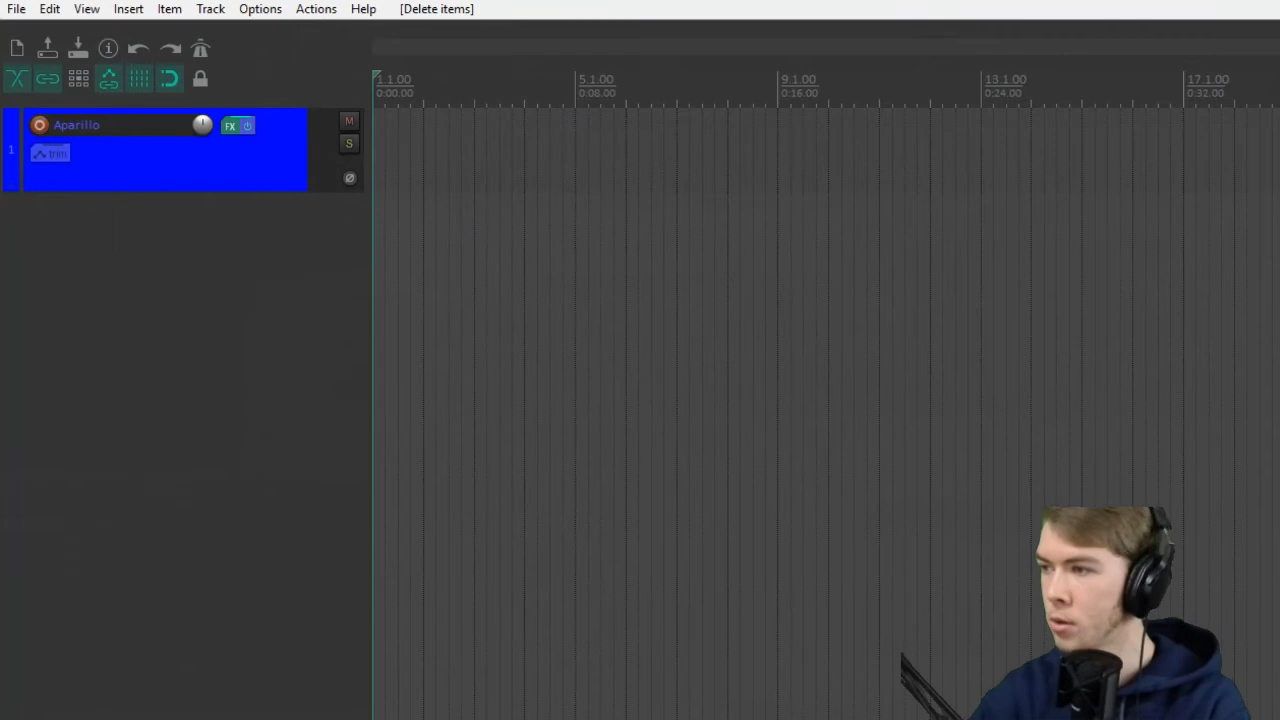 File Edit View Insert Item Track Options Actions Help [Delete items]
1.1.00 5.1.00 9.1.00 13.1.00 17.1.00
0:00.00 0:08.00 0:16.00 0:24.00 0:32.00
1 Aparillo FX M
trim S